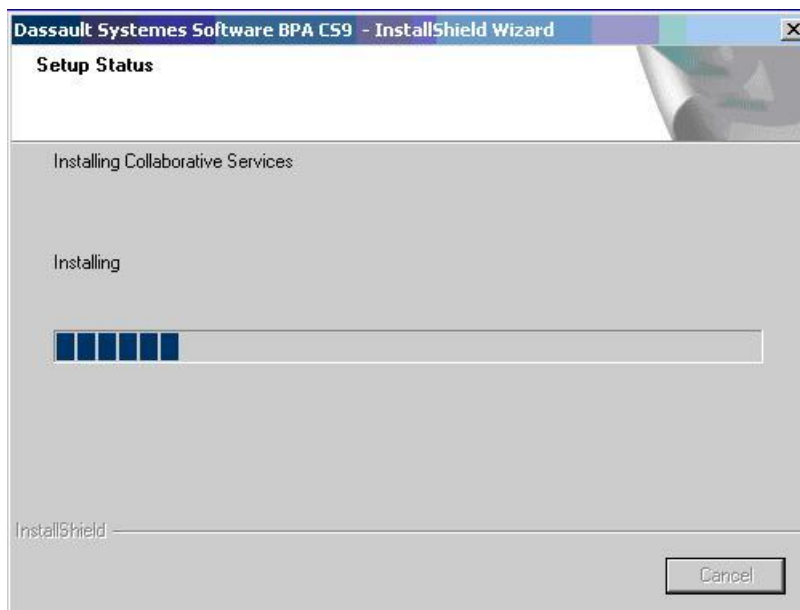 Dassault Systemes Software BPA CS9 - InstallShield Wizard
Setup Status
Installing Collaborative Services
Installing
InstallShield
Cancel